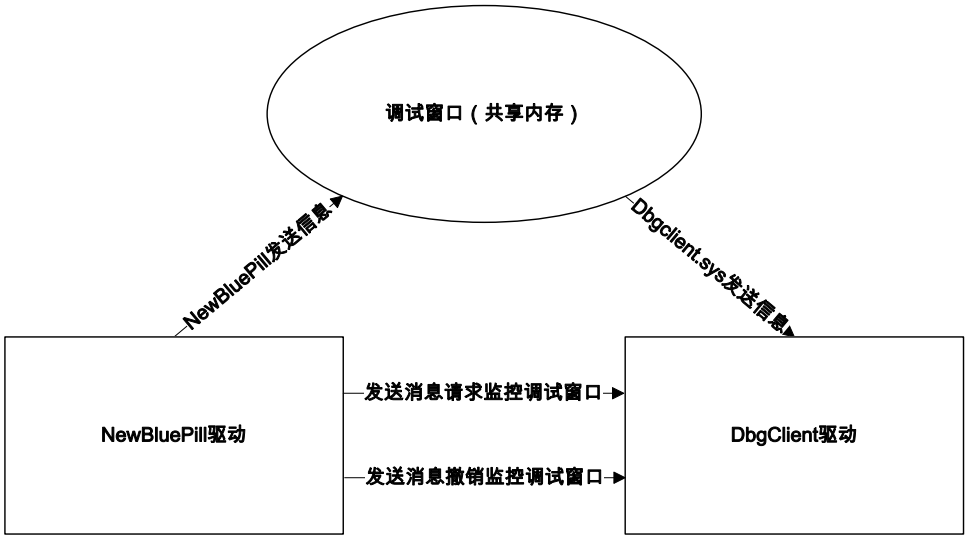 调试窗口（共享内存）
NewBluePill发送信息
Dbgclient.sys发送信息
发送消息请求监控调试窗口
NewBluePill驱动
DbgClient驱动
发送消息撤销监控调试窗口